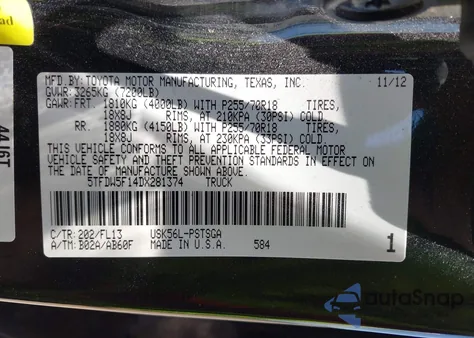 ad
44J6T
MFD.BY: TOYOTA MOTOR MANUFACTURING, TEXAS, INC. 11/12
GVWR: 3265KG (7200LB)
GAWR: FRT. 1810KG (4000LB) WITH P255/70R18 TIRES,
18X8J RIMS, AT 210KPA (30PSI) COLD.
RR. 1880KG (4150LB) WITH P255/70R18 TIRES,
18X8J RIMS, AT 230KPA (33PSI) COLD.
THIS VEHICLE CONFORMS TO ALL APPLICABLE FEDERAL MOTOR
VEHICLE SAFETY AND THEFT PREVENTION STANDARDS IN EFFECT ON
THE DATE OF MANUFACTURE SHOWN ABOVE.
5TFDW5F14DX281374 TRUCK
C/TR: 202/FL13 USK56L-PSTSGA
A/TM: B02A/AB60F MADE IN U.S.A. 584 1
autoSnap